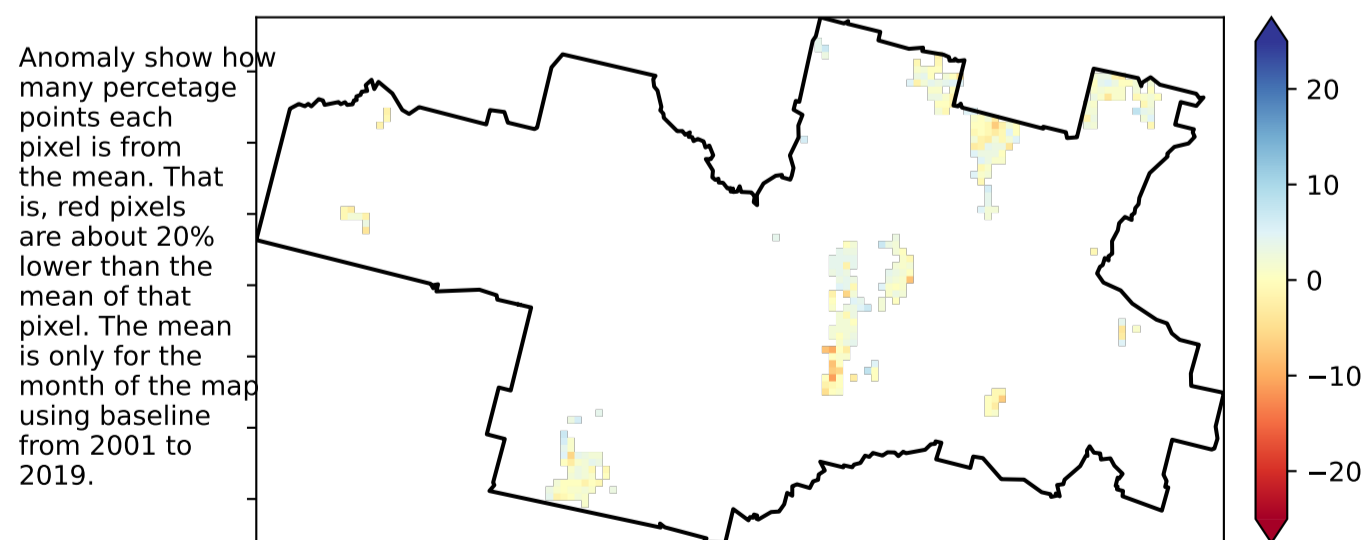 Anomaly show how
many percetage
points each
pixel is from
the mean. That
is, red pixels
are about 20%
lower than the
mean of that
pixel. The mean
is only for the
month of the map
using baseline
from 2001 to
2019.
20
10
0
−10
−20